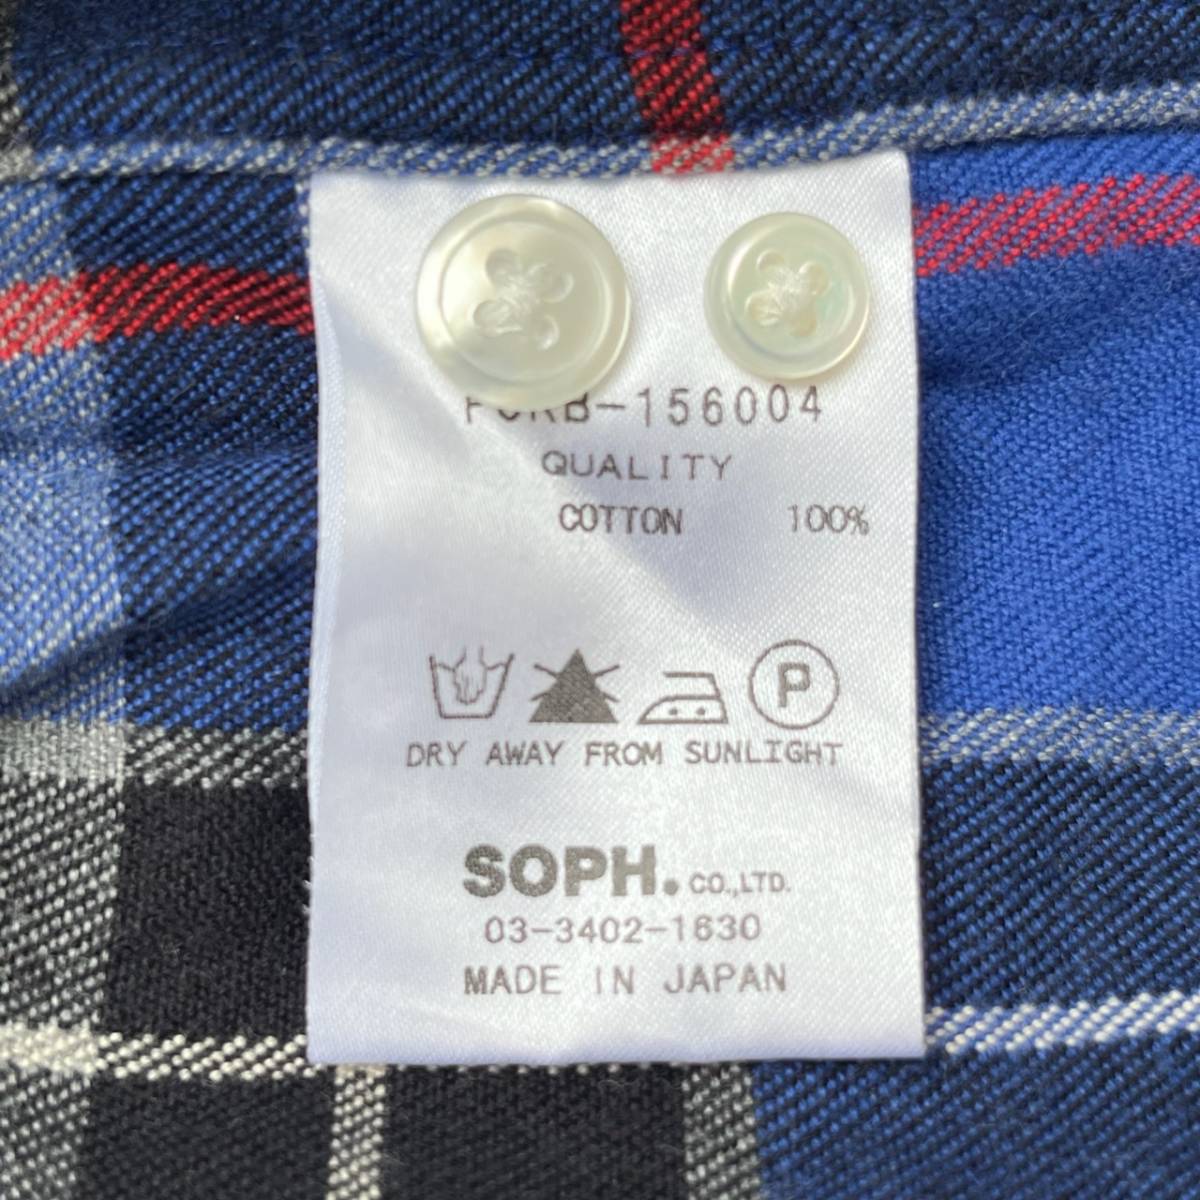 FCRB-156004
QUALITY
COTTON 100%
P
DRY AWAY FROM SUNLIGHT
SOPH. CO.,LTD.
03-3402-1630
MADE IN JAPAN